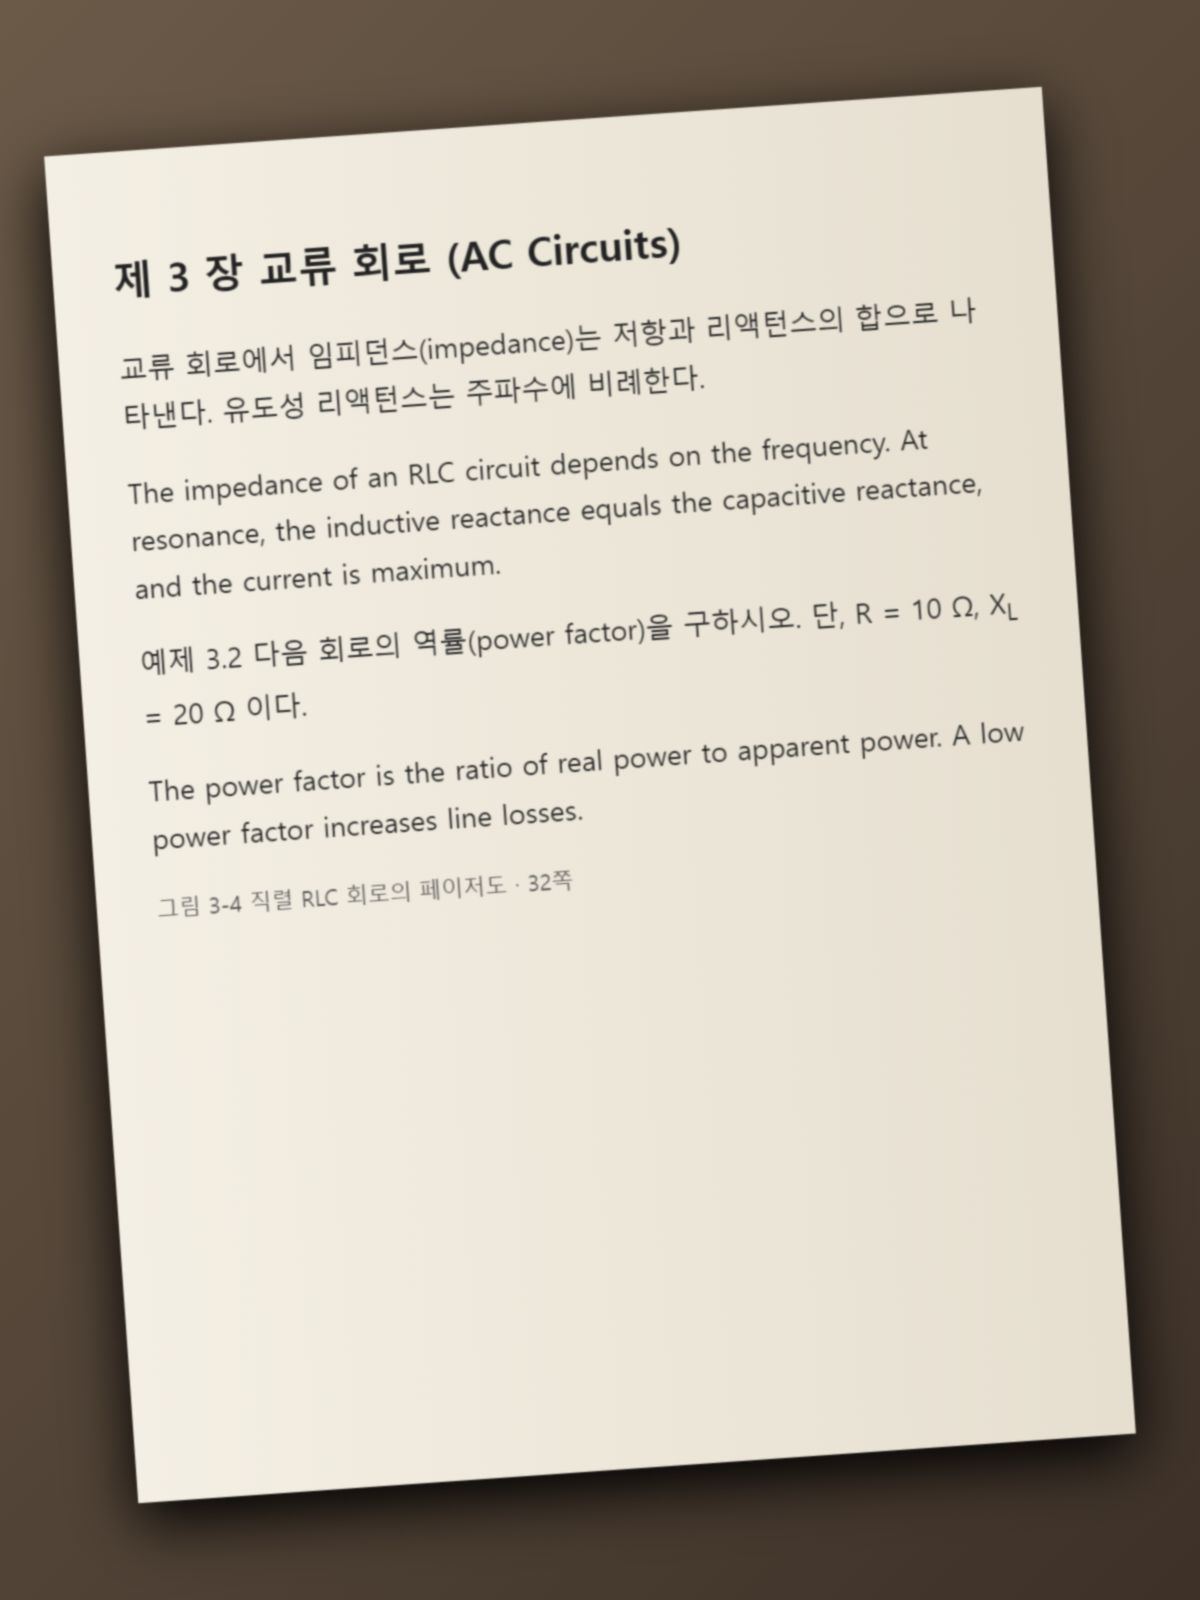 제 3 장 교류 회로 (AC Circuits)
교류 회로에서 임피던스(impedance)는 저항과 리액턴스의 합으로 나
타낸다. 유도성 리액턴스는 주파수에 비례한다.
The impedance of an RLC circuit depends on the frequency. At
resonance, the inductive reactance equals the capacitive reactance,
and the current is maximum.
예제 3.2 다음 회로의 역률(power factor)을 구하시오. 단, R = 10 Ω, X_L
= 20 Ω 이다.
The power factor is the ratio of real power to apparent power. A low
power factor increases line losses.
그림 3-4 직렬 RLC 회로의 페이저도 · 32쪽